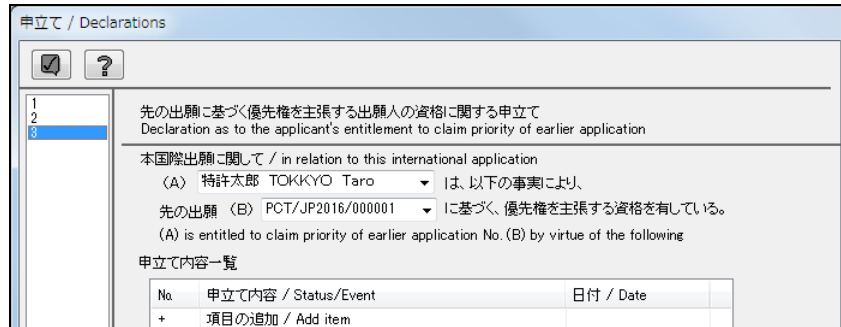 申立て / Declarations
?
1
2
3
先の出願に基づく優先権を主張する出願人の資格に関する申立て
Declaration as to the applicant's entitlement to claim priority of earlier application
本国際出願に関して / in relation to this international application
(A) 特許太郎 TOKKYO Taro は、以下の事実により、
先の出願 (B) PCT/JP2016/000001 に基づく、優先権を主張する資格を有している。
(A) is entitled to claim priority of earlier application No. (B) by virtue of the following
申立て内容一覧
No. 申立て内容 / Status/Event 日付 / Date
+ 項目の追加 / Add item